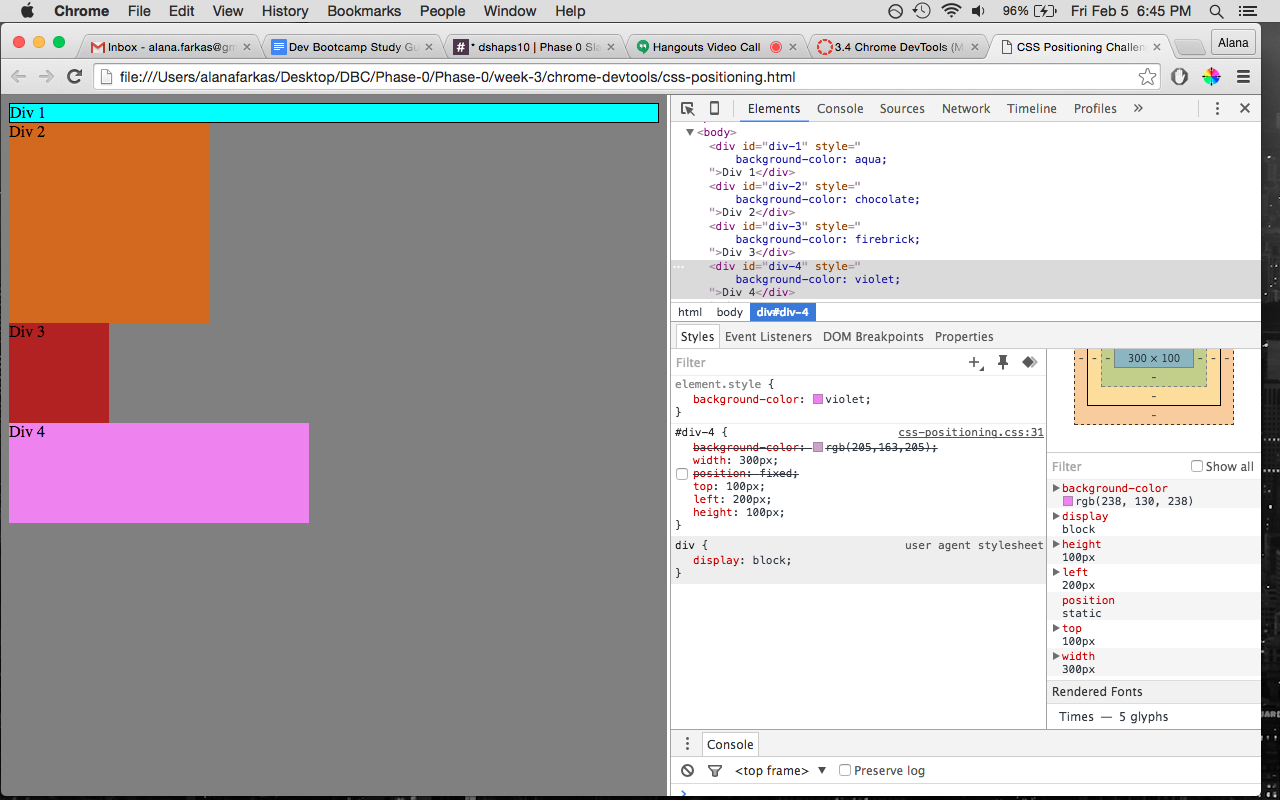 Chrome File Edit View History Bookmarks People Window Help 96% Fri Feb 5 6:45 PM
Inbox - alana.farkas@gm
Dev Bootcamp Study Gu
* dshaps10 | Phase 0 Sla
Hangouts Video Call
3.4 Chrome DevTools (M
CSS Positioning Challen
Alana
file:///Users/alanafarkas/Desktop/DBC/Phase-0/Phase-0/week-3/chrome-devtools/css-positioning.html
Div 1
Div 2
Div 3
Div 4
Elements Console Sources Network Timeline Profiles »
<body>
<div id="div-1" style="
background-color: aqua;
">Div 1</div>
<div id="div-2" style="
background-color: chocolate;
">Div 2</div>
<div id="div-3" style="
background-color: firebrick;
">Div 3</div>
... <div id="div-4" style="
background-color: violet;
">Div 4</div>
html body div#div-4
Styles Event Listeners DOM Breakpoints Properties
Filter
element.style {
background-color: violet;
}
#div-4 { css-positioning.css:31
background-color: rgb(205,163,205);
width: 300px;
position: fixed;
top: 100px;
left: 200px;
height: 100px;
}
div { user agent stylesheet
display: block;
}
- - - 300 × 100 - - -
-
-
-
Filter Show all
background-color
rgb(238, 130, 238)
display
block
height
100px
left
200px
position
static
top
100px
width
300px
Rendered Fonts
Times — 5 glyphs
Console
<top frame> ▼ Preserve log
>